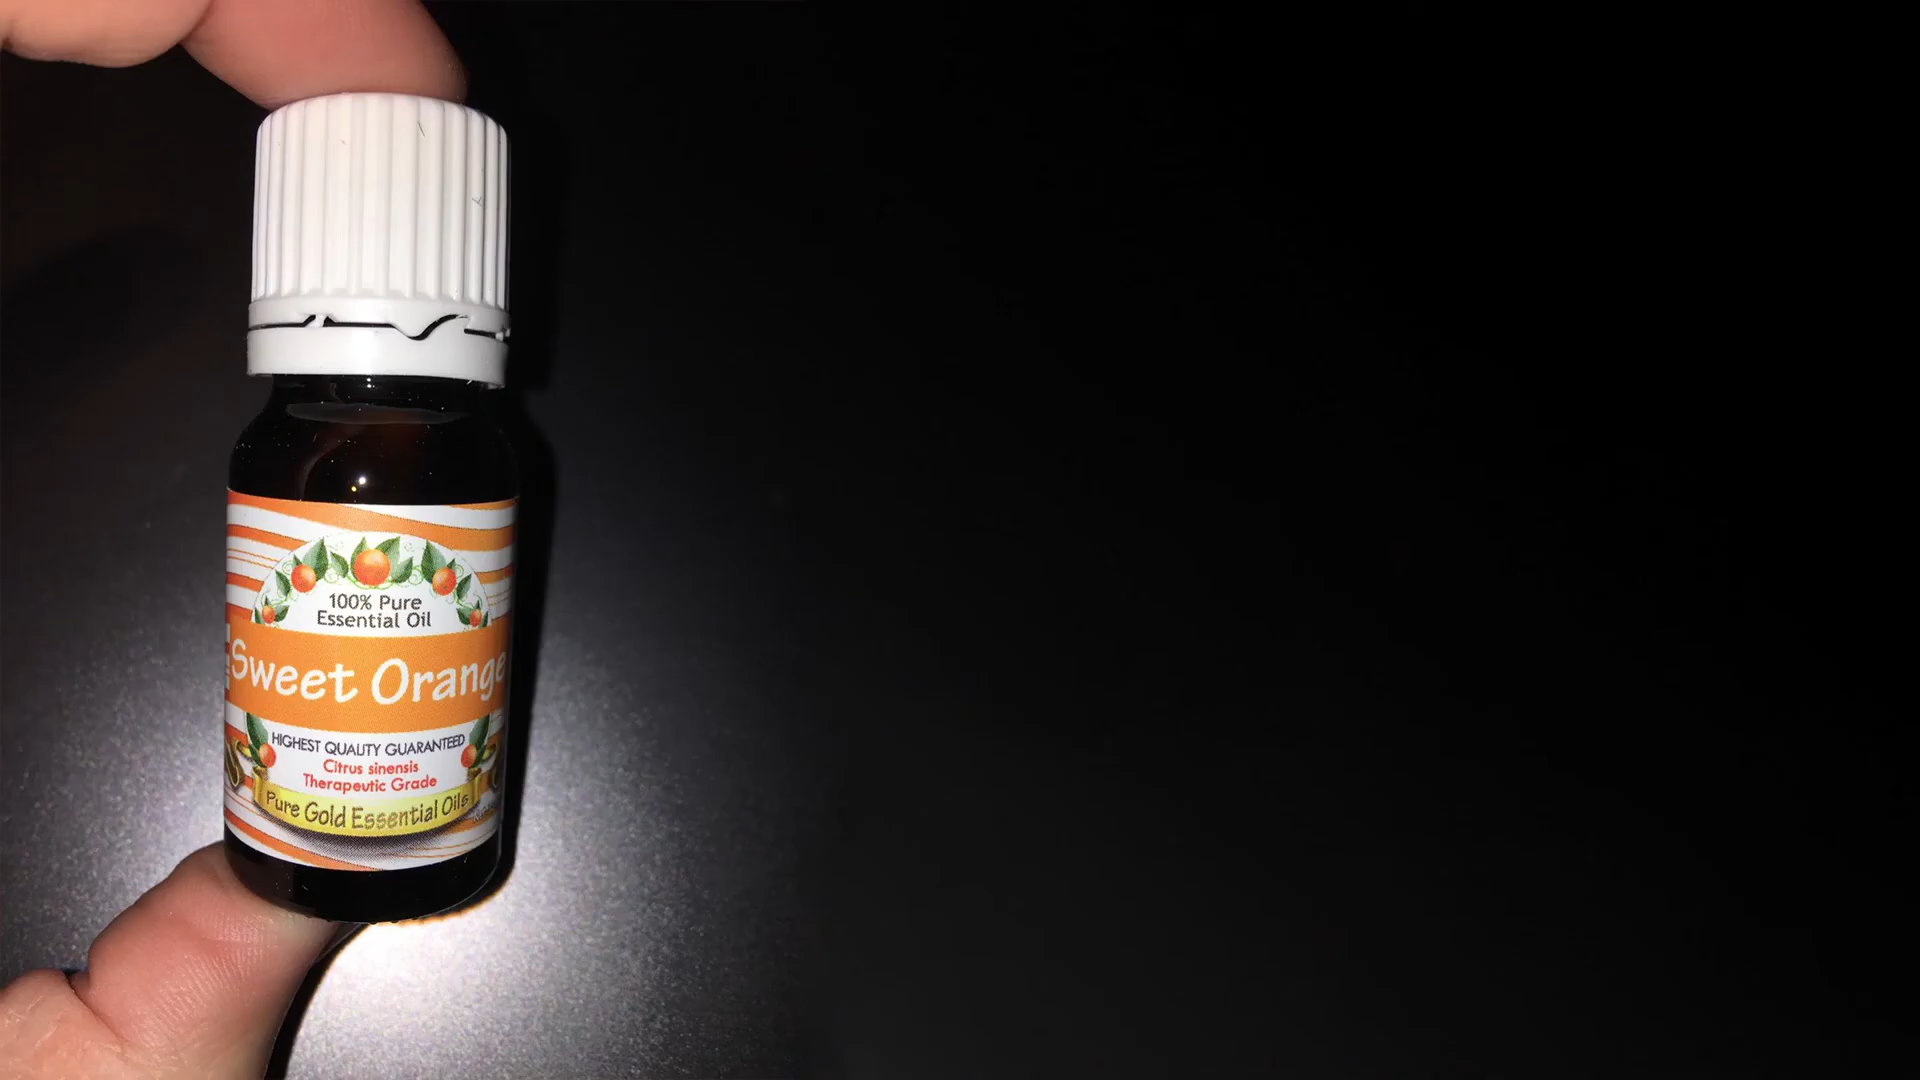 100% Pure
Essential Oil
Sweet Orange
HIGHEST QUALITY GUARANTEED
Citrus sinensis
Therapeutic Grade
Pure Gold Essential Oils